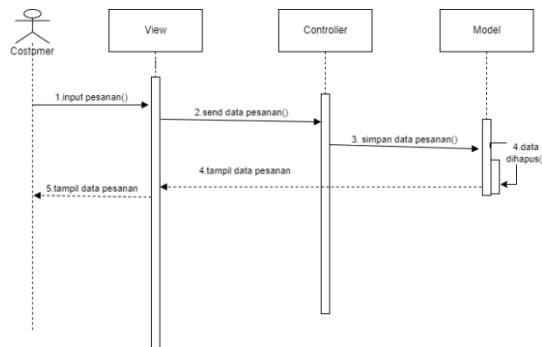 View
Controller
Model
Costomer
1.input pesanan()
2.send data pesanan()
3. simpan data pesanan()
4.data
dihapus(
4.tampil data pesanan
5.tampil data pesanan